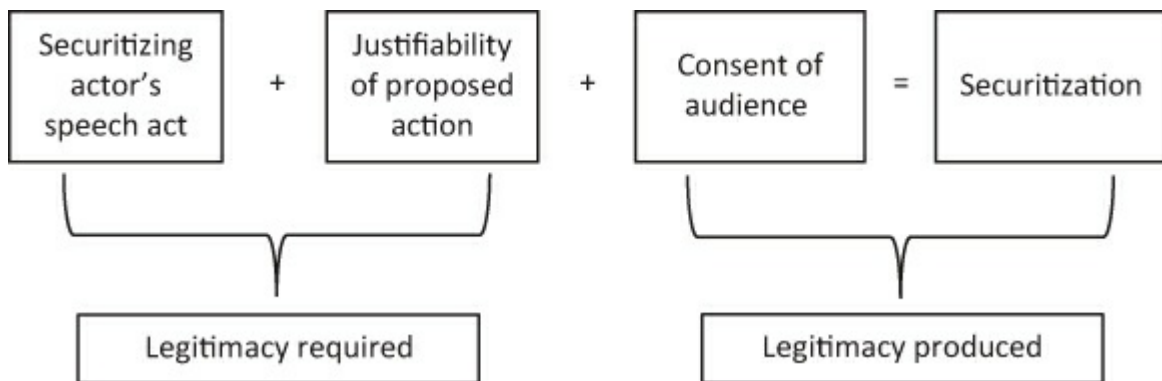 Securitizing
actor’s
speech act
+
Justifiability
of proposed
action
+
Consent of
audience
=
Securitization
Legitimacy required
Legitimacy produced